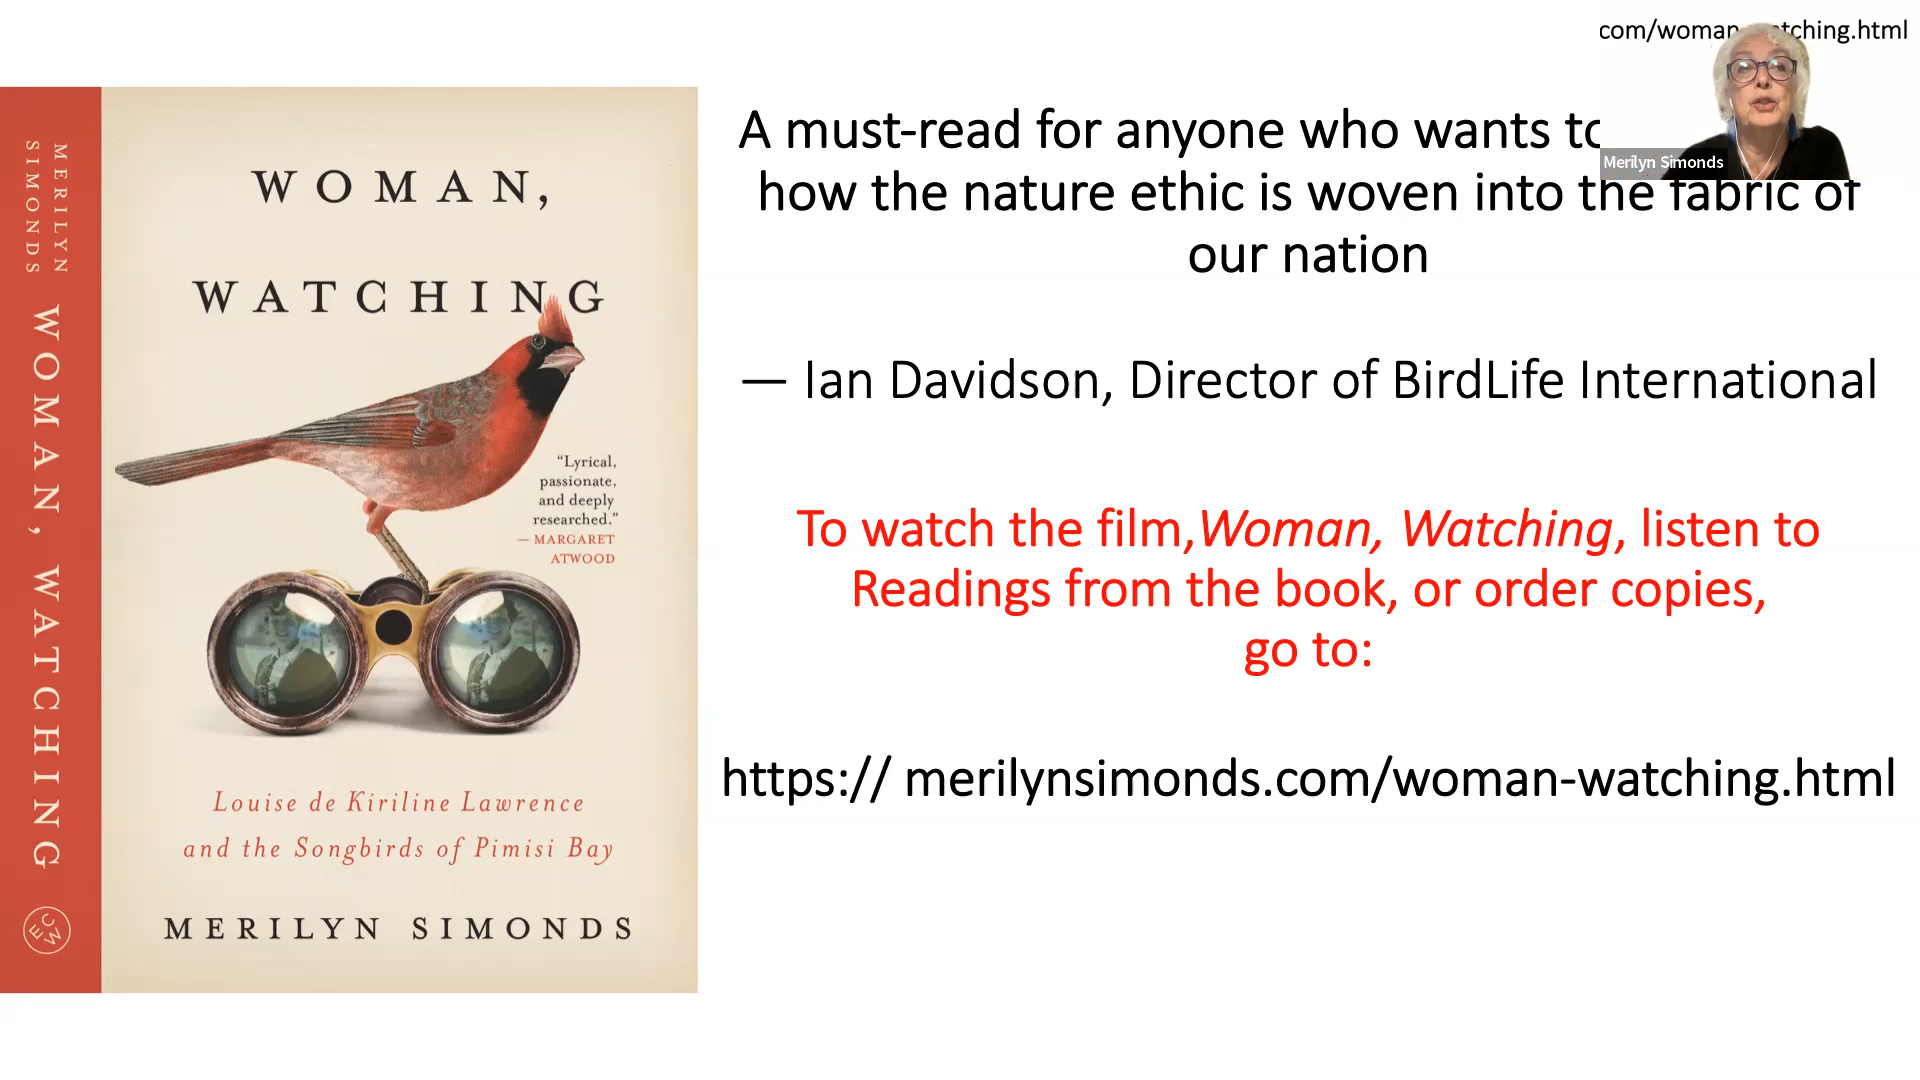 com/woman-watching.html
MERILYN
SIMONDS
WOMAN, WATCHING
ECW
WOMAN,
WATCHING
"Lyrical,
passionate,
and deeply
researched."
— MARGARET
ATWOOD
Louise de Kiriline Lawrence
and the Songbirds of Pimisi Bay
MERILYN SIMONDS
A must-read for anyone who wants to
how the nature ethic is woven into the fabric of
our nation
— Ian Davidson, Director of BirdLife International
To watch the film,Woman, Watching, listen to
Readings from the book, or order copies,
go to:
https:// merilynsimonds.com/woman-watching.html
Merilyn Simonds